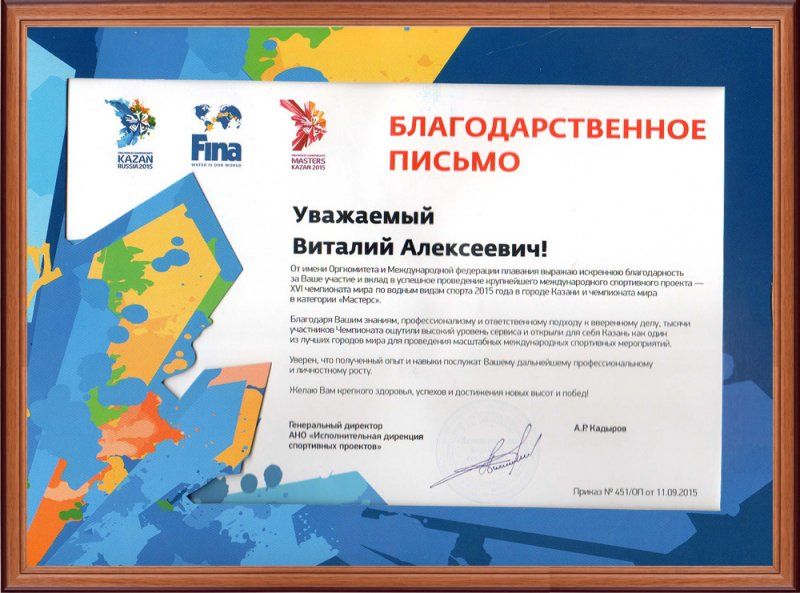 FINA WORLD CHAMPIONSHIPS
KAZAN
RUSSIA 2015
Fina
WATER IS OUR WORLD
FINA WORLD CHAMPIONSHIPS
MASTERS
KAZAN 2015
БЛАГОДАРСТВЕННОЕ
ПИСЬМО
Уважаемый
Виталий Алексеевич!
От имени Оргкомитета и Международной федерации плавания выражаю искреннюю благодарность
за Ваше участие и вклад в успешное проведение крупнейшего международного спортивного проекта —
XVI чемпионата мира по водным видам спорта 2015 года в городе Казани и чемпионата мира
в категории «Мастерс».
Благодаря Вашим знаниям, профессионализму и ответственному подходу к вверенному делу, тысячи
участников Чемпионата ощутили высокий уровень сервиса и открыли для себя Казань как один
из лучших городов мира для проведения масштабных международных спортивных мероприятий.
Уверен, что полученный опыт и навыки послужат Вашему дальнейшему профессиональному
и личностному росту.
Желаю Вам крепкого здоровья, успехов и достижения новых высот и побед!
Генеральный директор
АНО «Исполнительная дирекция
спортивных проектов»
А.Р. Кадыров
Приказ № 451/ОП от 11.09.2015